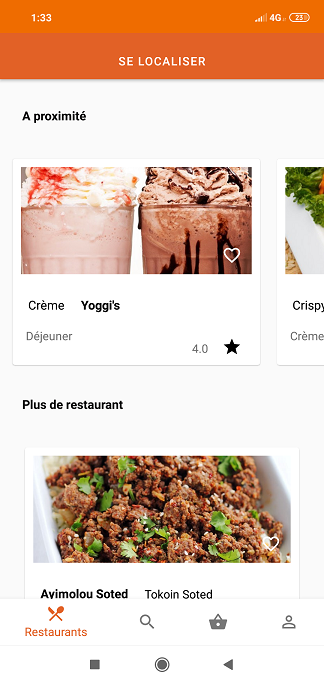 1:33
4G
23
SE LOCALISER
A proximité
Crème Yoggi's
Crispy
Déjeuner
Crème
4.0
Plus de restaurant
Ayimolou Soted Tokoin Soted
Restaurants